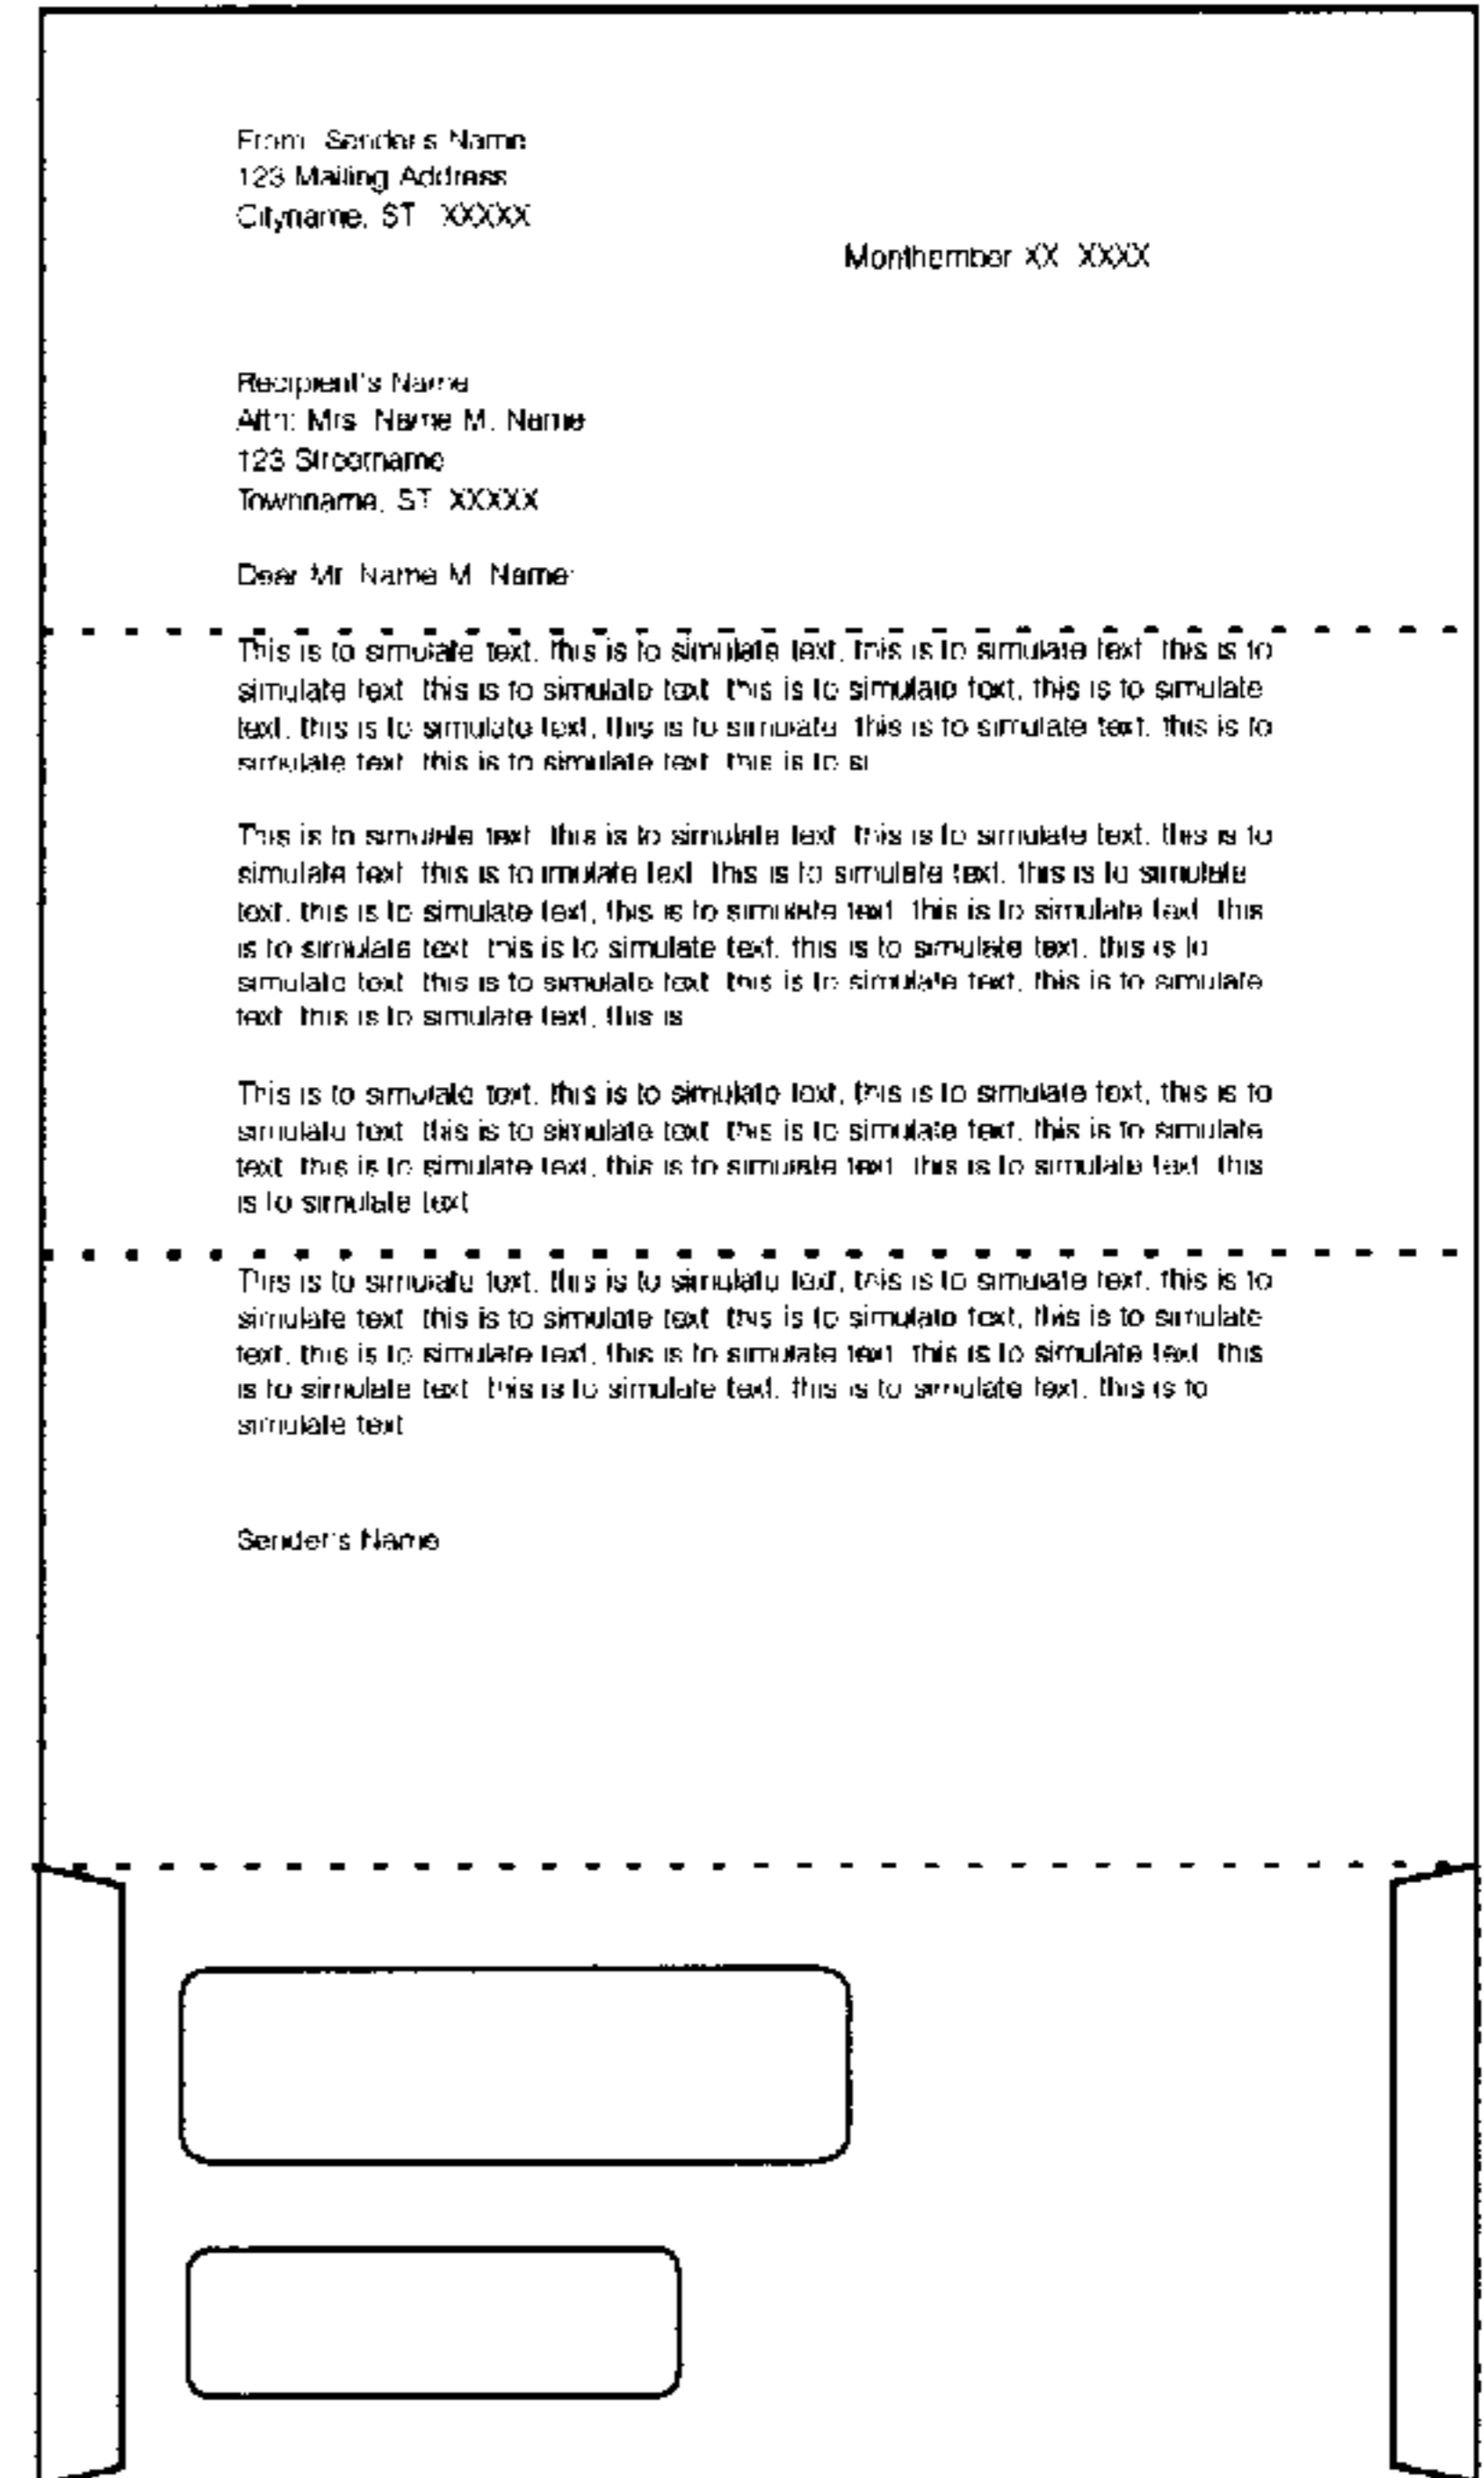 From: Sender's Name
123 Mailing Address
Cityname, ST XXXXX
Monthember XX XXXX
Recipient's Name
Attn: Mrs. Name M. Name
123 Streetname
Townname, ST XXXXX
Dear Mr. Name M. Name:
This is to simulate text, this is to simulate text, this is to simulate text, this is to
simulate text, this is to simulate text, this is to simulate text, this is to simulate
text, this is to simulate text, this is to simulate, this is to simulate text, this is to
simulate text, this is to simulate text, this is to si
This is to simulate text, this is to simulate text, this is to simulate text, this is to
simulate text, this is to imulate text, this is to simulate text, this is to simulate
text, this is to simulate text, this is to simulate text, this is to simulate text, this
is to simulate text, this is to simulate text, this is to simulate text, this is to
simulate text, this is to simulate text, this is to simulate text, this is to simulate
text, this is to simulate text, this is
This is to simulate text, this is to simulate text, this is to simulate text, this is to
simulate text, this is to simulate text, this is to simulate text, this is to simulate
text, this is to simulate text, this is to simulate text, this is to simulate text, this
is to simulate text
This is to simulate text, this is to simulate text, this is to simulate text, this is to
simulate text, this is to simulate text, this is to simulate text, this is to simulate
text, this is to simulate text, this is to simulate text, this is to simulate text, this
is to simulate text, this is to simulate text, this is to simulate text, this is to
simulate text
Sender's Name